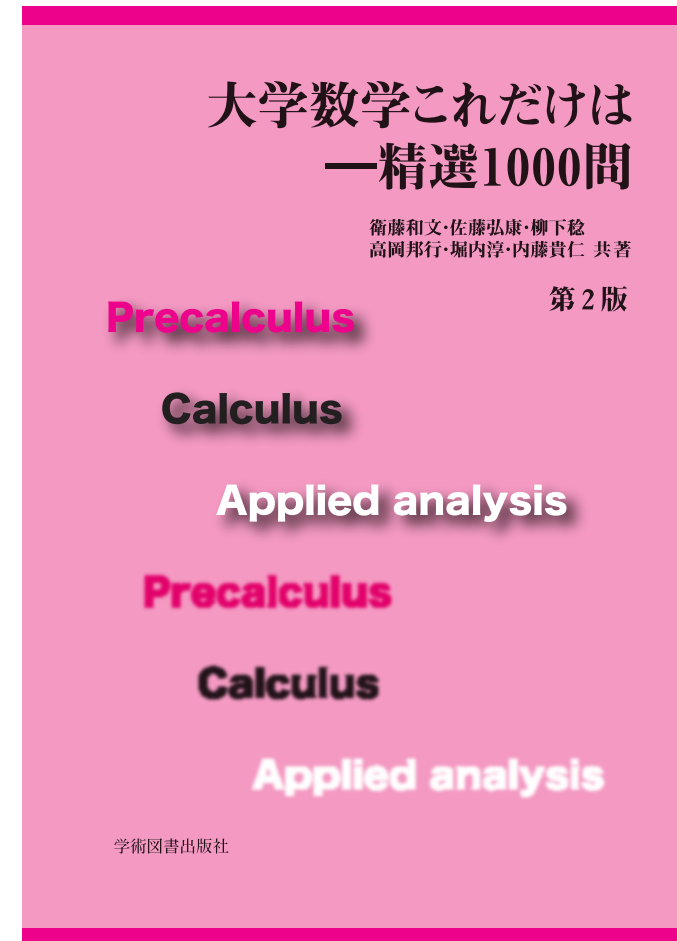 大学数学これだけは
―精選1000問
衛藤和文・佐藤弘康・柳下稔
高岡邦行・堀内淳・内藤貴仁 共著
第2版
Precalculus
Calculus
Applied analysis
Precalculus
Calculus
Applied analysis
学術図書出版社